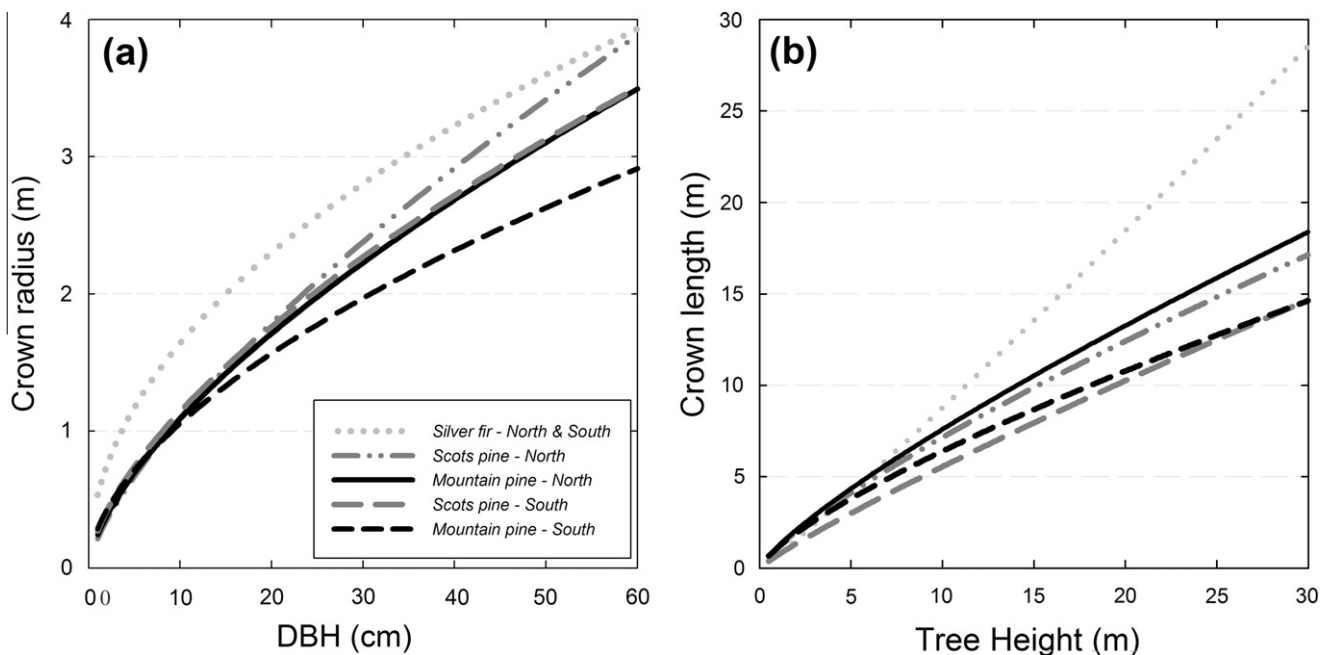 (a)
Crown radius (m)
4
3
2
1
0
00 10 20 30 40 50 60
DBH (cm)
Silver fir - North & South
Scots pine - North
Mountain pine - North
Scots pine - South
Mountain pine - South
(b)
Crown length (m)
30
25
20
15
10
5
0
0 5 10 15 20 25 30
Tree Height (m)